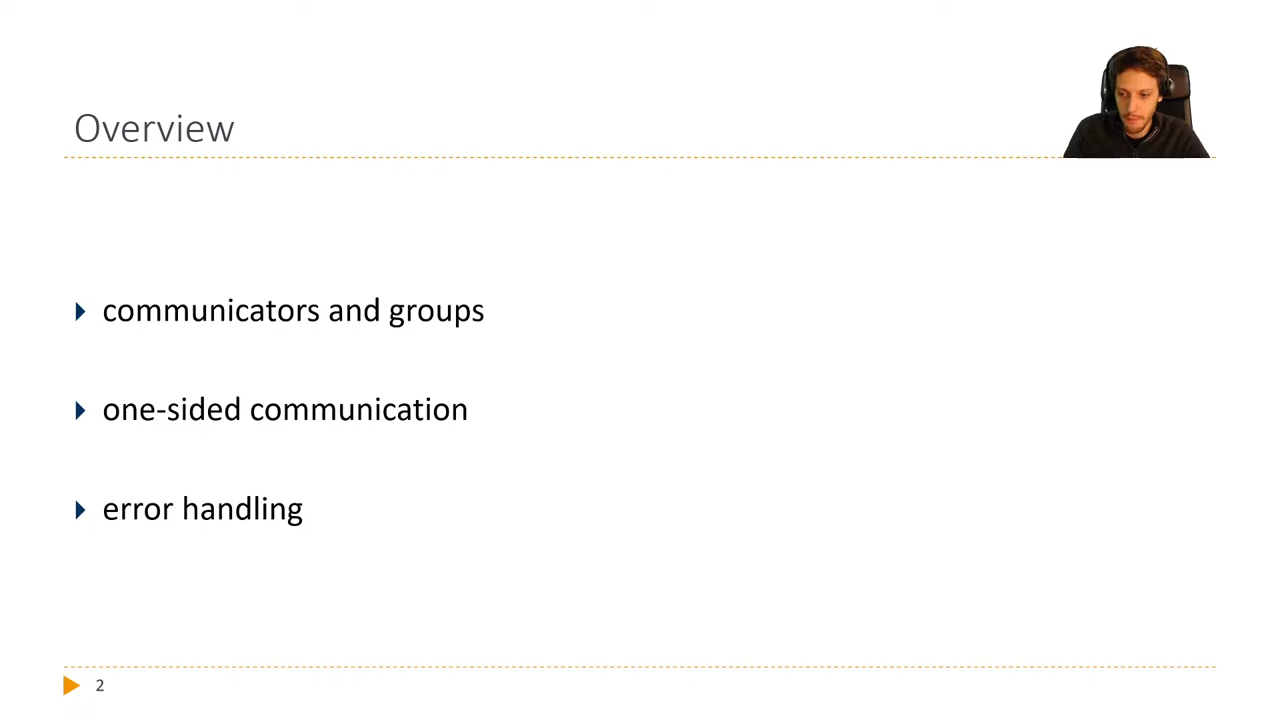 Overview
communicators and groups
one-sided communication
error handling
2